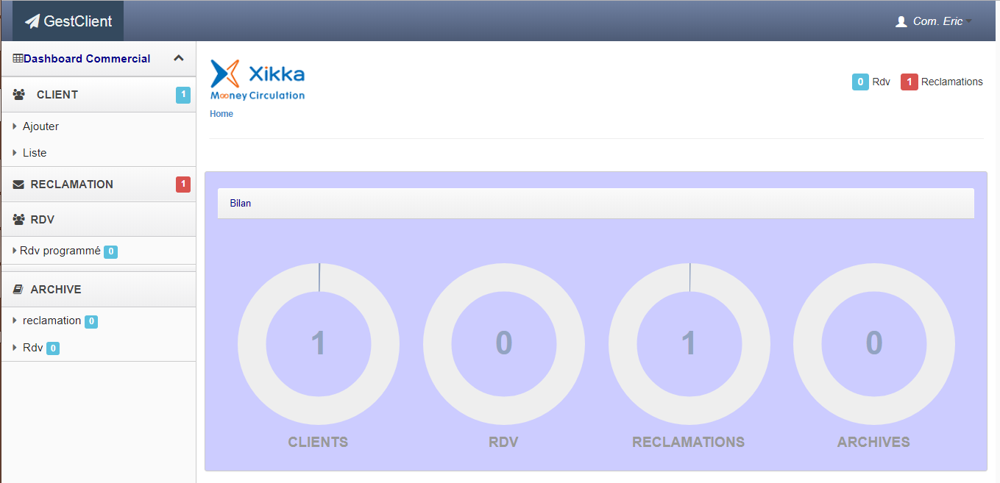 GestClient
Com. Eric
Dashboard Commercial
CLIENT 1
Ajouter
Liste
RECLAMATION 1
RDV
Rdv programmé 0
ARCHIVE
reclamation 0
Rdv 0
Xikka
Mooney Circulation
Home
0 Rdv 1 Reclamations
Bilan
1 0 1 0
CLIENTS RDV RECLAMATIONS ARCHIVES